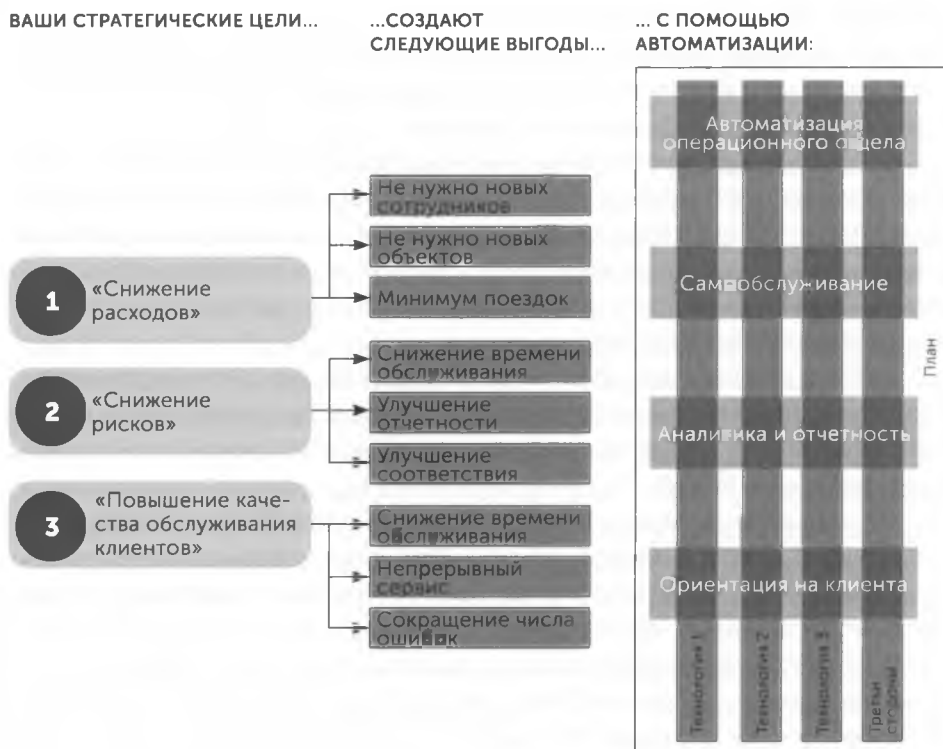 ВАШИ СТРАТЕГИЧЕСКИЕ ЦЕЛИ...
...СОЗДАЮТ
СЛЕДУЮЩИЕ ВЫГОДЫ...
... С ПОМОЩЬЮ
АВТОМАТИЗАЦИИ:
1
«Снижение
расходов»
2
«Снижение
рисков»
3
«Повышение каче-
ства обслуживания
клиентов»
Не нужно новых
сотрудников
Не нужно новых
объектов
Минимум поездок
Снижение времени
обслуживания
Улучшение
отчетности
Улучшение
соответствия
Снижение времени
обслуживания
Непрерывный
сервис
Сокращение числа
ошибок
Автоматизация
операционного отдела
Самообслуживание
Аналитика и отчетность
Ориентация на клиента
Технология 1
Технология 2
Технология 3
Третьи
стороны
План